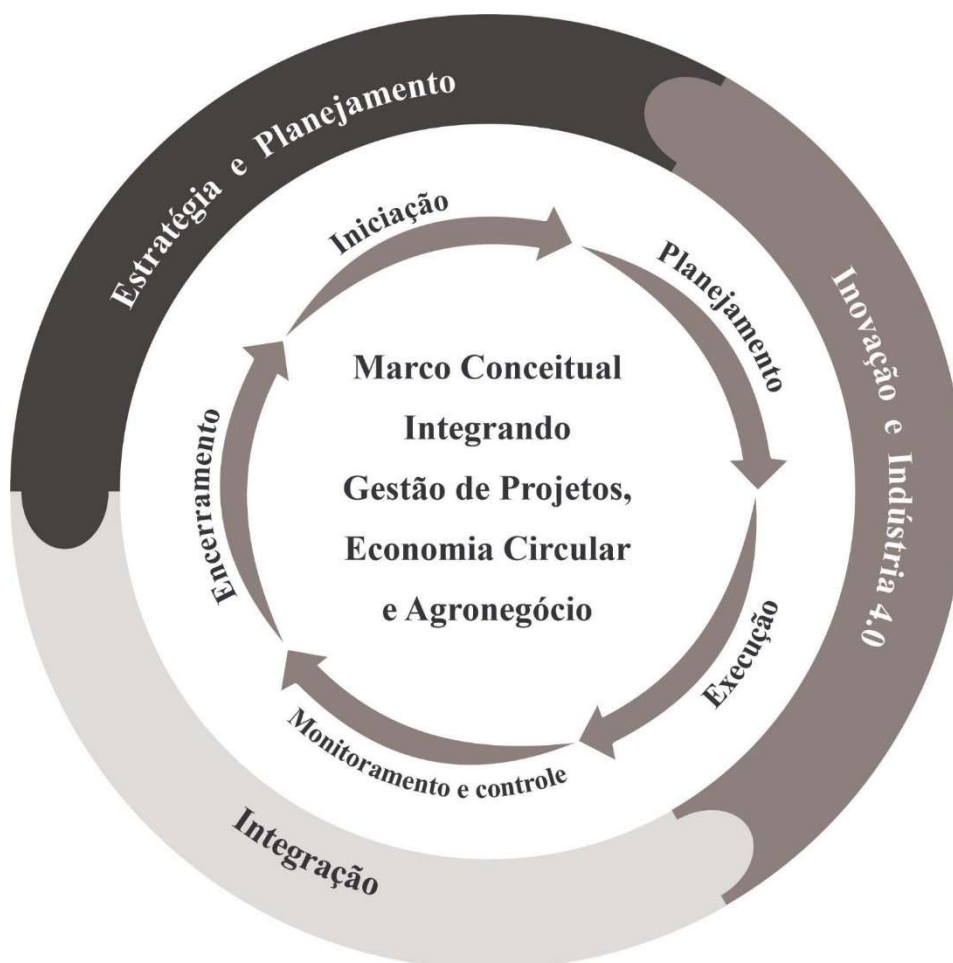 Estratégia e Planejamento
Inovação e Indústria 4.0
Integração
Iniciação
Planejamento
Execução
Monitoramento e controle
Encerramento
Marco Conceitual
Integrando
Gestão de Projetos,
Economia Circular
e Agronegócio